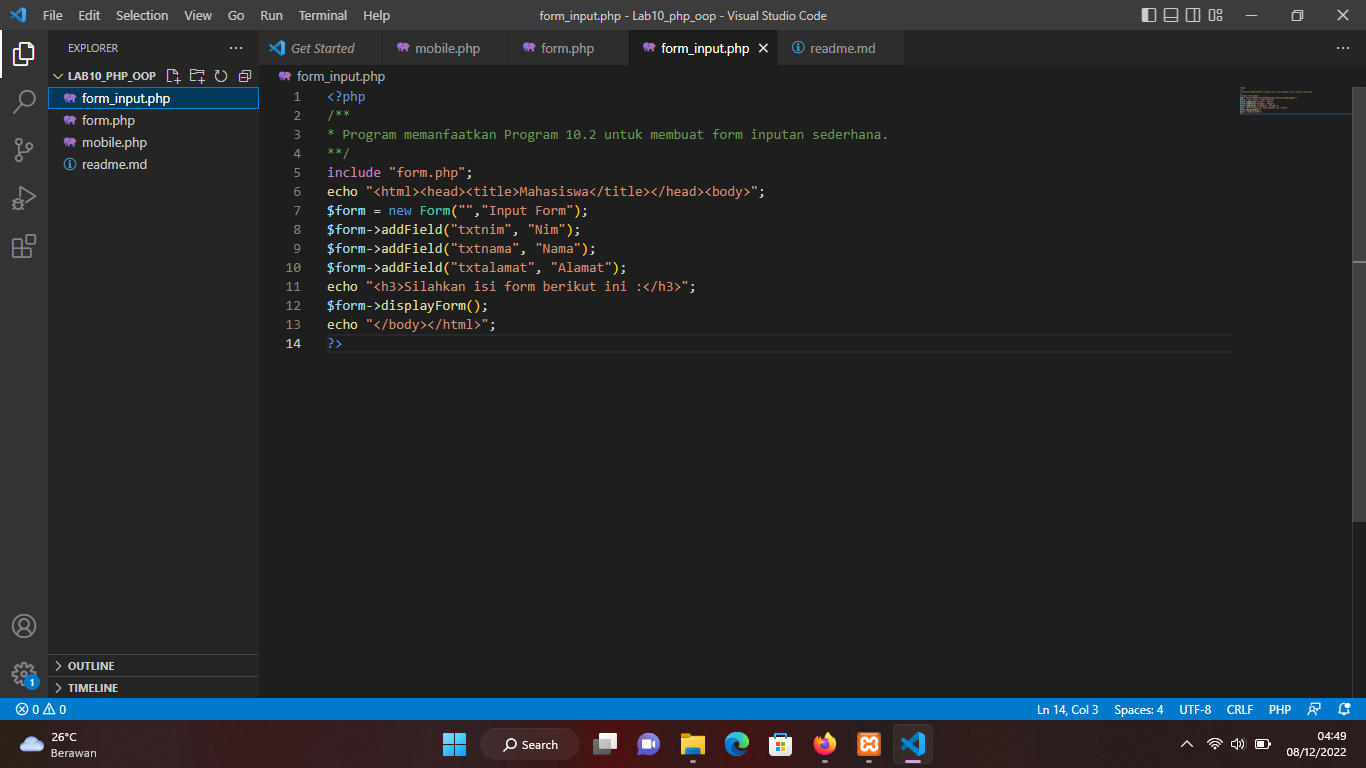 File Edit Selection View Go Run Terminal Help
form_input.php - Lab10_php_oop - Visual Studio Code
EXPLORER
LAB10_PHP_OOP
form_input.php
form.php
mobile.php
readme.md
OUTLINE
TIMELINE
Get Started mobile.php form.php form_input.php readme.md
form_input.php
1 <?php
2 /**
3 * Program memanfaatkan Program 10.2 untuk membuat form inputan sederhana.
4 **/
5 include "form.php";
6 echo "<html><head><title>Mahasiswa</title></head><body>";
7 $form = new Form("","Input Form");
8 $form->addField("txtnim", "Nim");
9 $form->addField("txtnama", "Nama");
10 $form->addField("txtalamat", "Alamat");
11 echo "<h3>Silahkan isi form berikut ini :</h3>";
12 $form->displayForm();
13 echo "</body></html>";
14 ?>
1
0 0
Ln 14, Col 3 Spaces: 4 UTF-8 CRLF PHP
26°C
Berawan
Search
04:49
08/12/2022